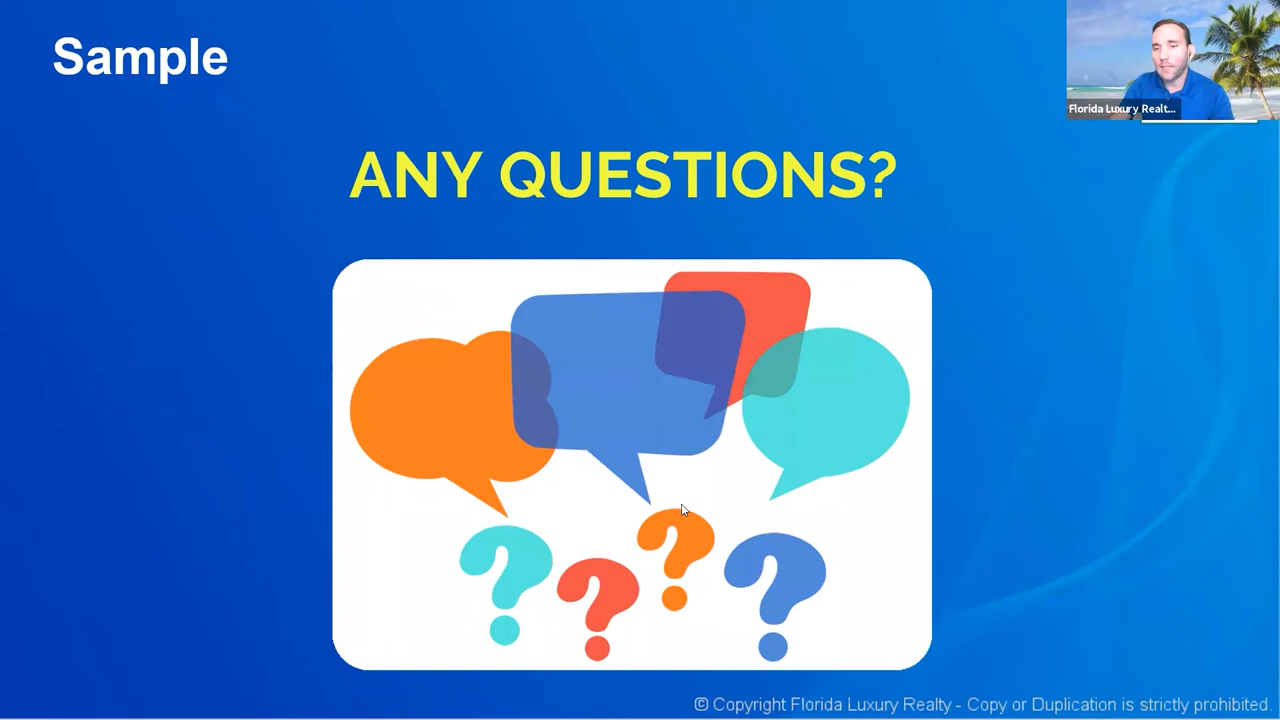 Sample
Florida Luxury Realt...
ANY QUESTIONS?
© Copyright Florida Luxury Realty - Copy or Duplication is strictly prohibited.